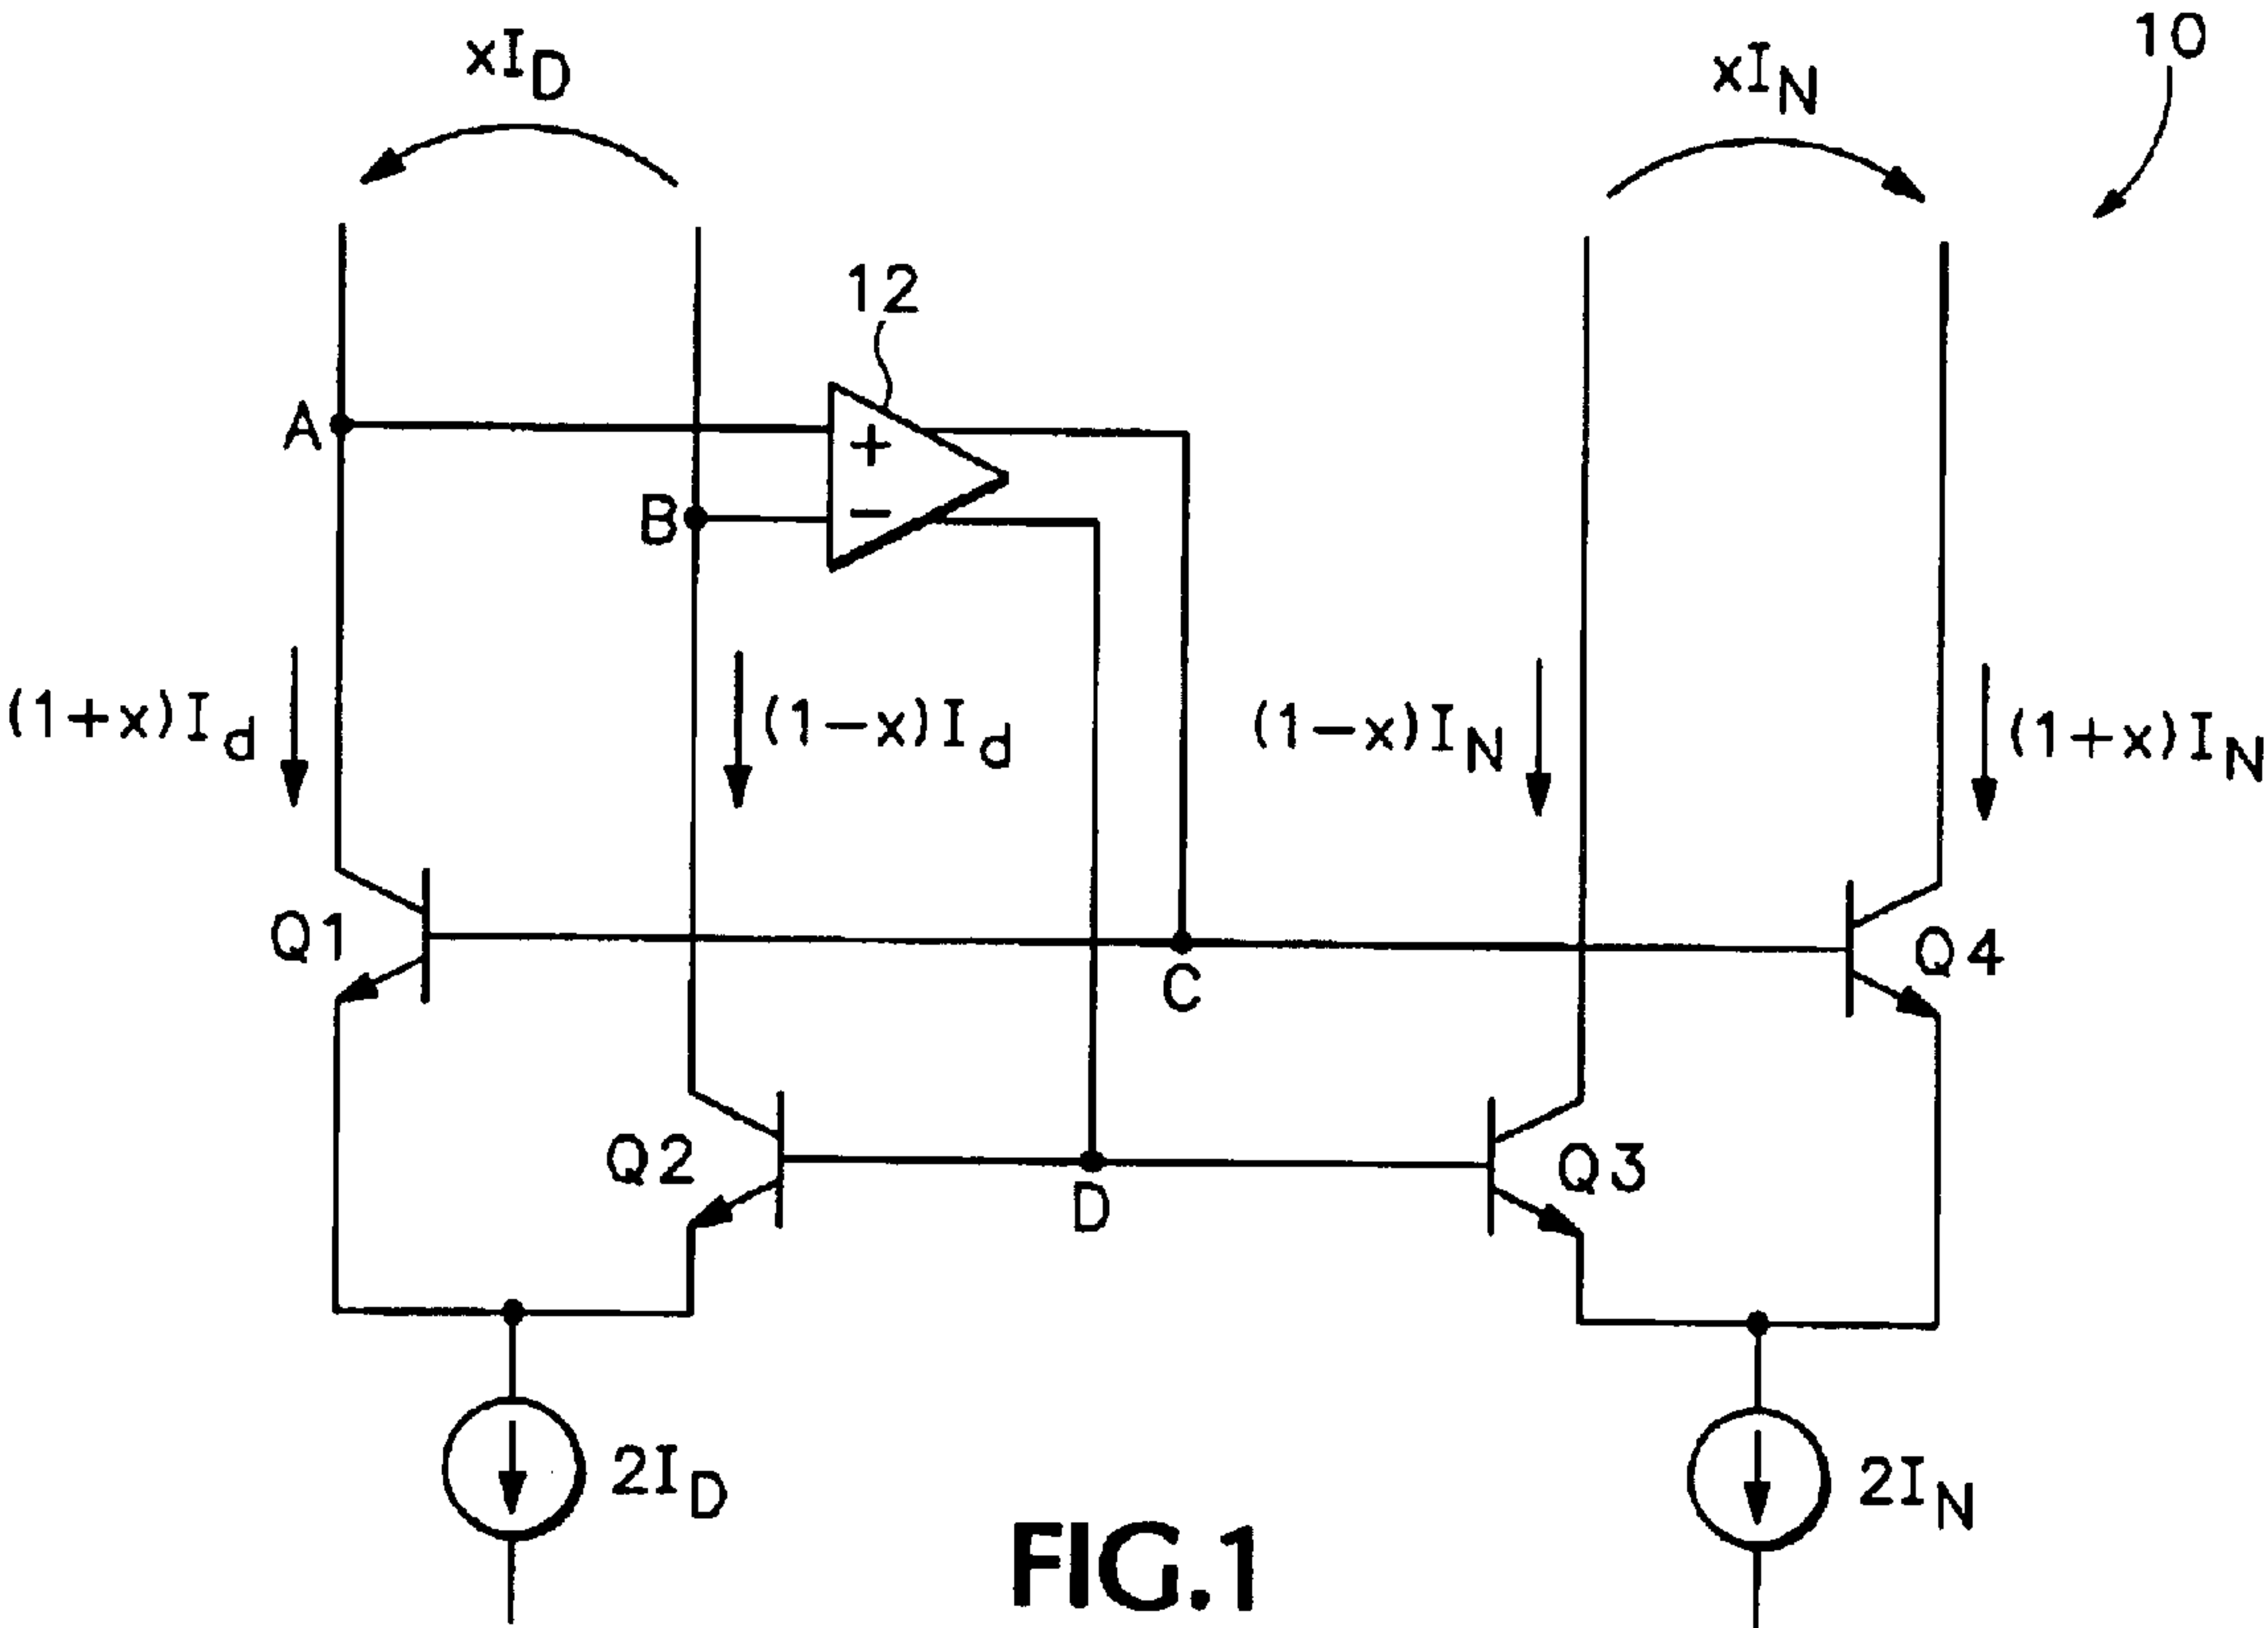 xI_D
xI_N
10
12
A
+
B
−
(1+x)I_d
(1−x)I_d
(1−x)I_N
(1+x)I_N
Q1
Q4
C
Q2
Q3
D
2I_D
2I_N
FIG.1